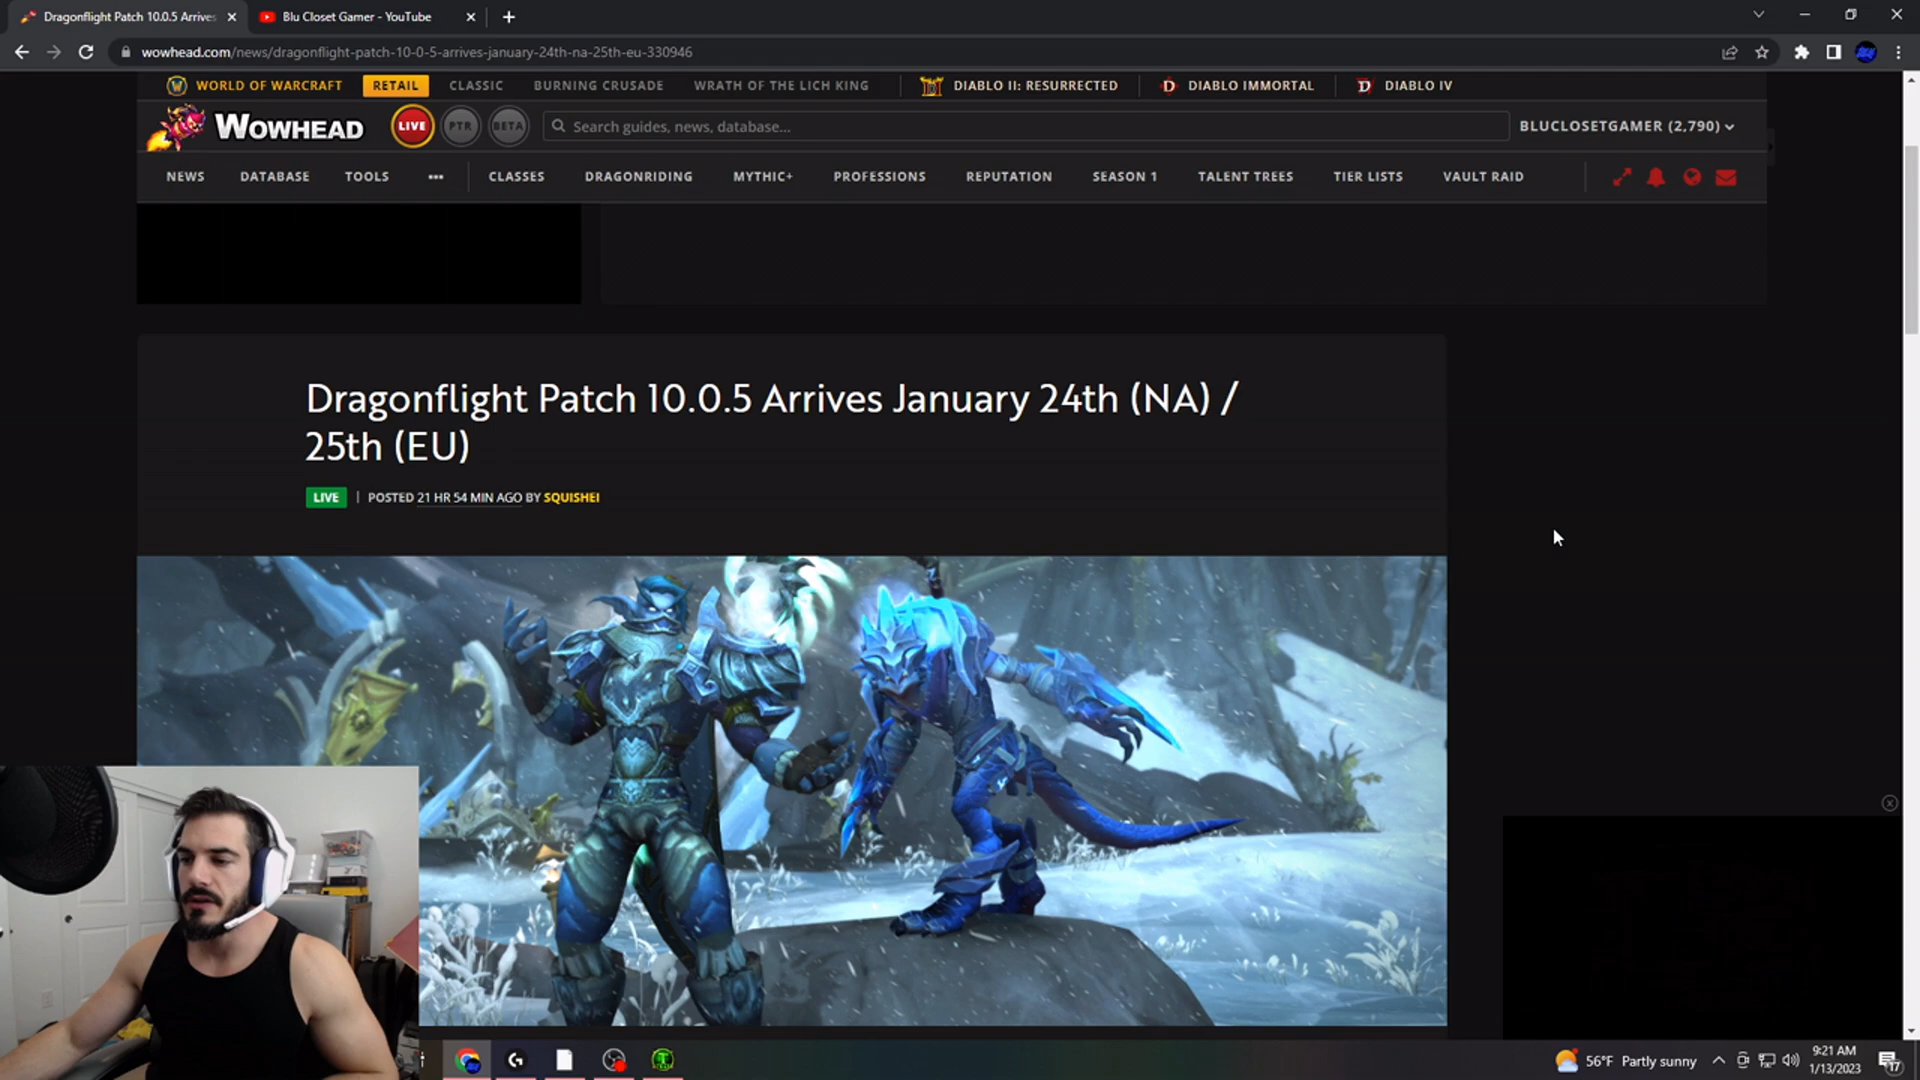 Dragonflight Patch 10.0.5 Arrives
Blu Closet Gamer - YouTube
wowhead.com/news/dragonflight-patch-10-0-5-arrives-january-24th-na-25th-eu-330946
WORLD OF WARCRAFT RETAIL CLASSIC BURNING CRUSADE WRATH OF THE LICH KING DIABLO II: RESURRECTED DIABLO IMMORTAL DIABLO IV
WOWHEAD LIVE PTR BETA Search guides, news, database... BLUCLOSETGAMER (2,790)
NEWS DATABASE TOOLS ••• CLASSES DRAGONRIDING MYTHIC+ PROFESSIONS REPUTATION SEASON 1 TALENT TREES TIER LISTS VAULT RAID
Dragonflight Patch 10.0.5 Arrives January 24th (NA) /
25th (EU)
LIVE | POSTED 21 HR 54 MIN AGO BY SQUISHEI
56°F Partly sunny
9:21 AM
1/13/2023
17